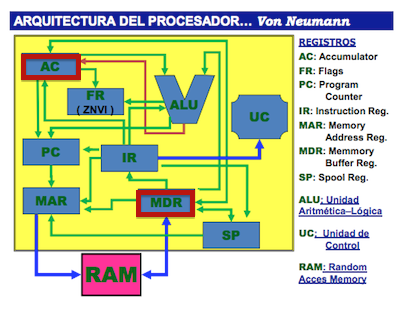 ARQUITECTURA DEL PROCESADOR... Von Neumann
AC
FR
( ZNVI )
ALU
UC
PC
IR
MAR
MDR
SP
RAM
REGISTROS
AC: Accumulator
FR: Flags
PC: Program
Counter
IR: Instruction Reg.
MAR: Memory
Address Reg.
MDR: Memmory
Buffer Reg.
SP: Spool Reg.
ALU: Unidad
Aritmética–Lógica
UC: Unidad de
Control
RAM: Random
Acces Memory